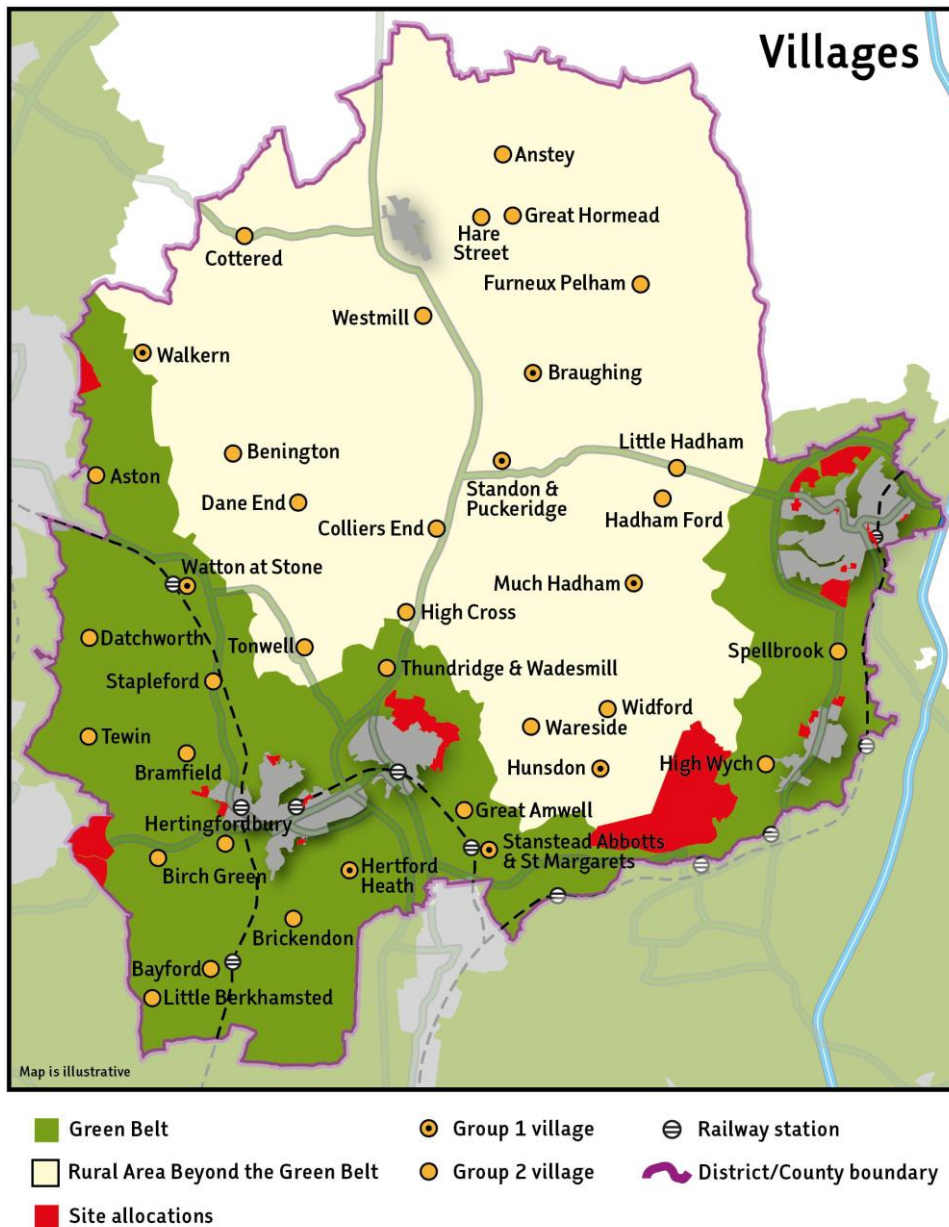 Villages
Anstey
Great Hormead
Hare
Street
Cottered
Furneux Pelham
Westmill
Walkern
Braughing
Little Hadham
Benington
Aston
Standon &
Puckeridge
Dane End
Hadham Ford
Colliers End
Watton at Stone
Much Hadham
High Cross
Datchworth
Tonwell
Spellbrook
Thundridge & Wadesmill
Stapleford
Widford
Wareside
Tewin
Bramfield
Hunsdon
High Wych
Great Amwell
Hertingfordbury
Stanstead Abbotts
& St Margarets
Birch Green
Hertford
Heath
Brickendon
Bayford
Little Berkhamsted
Map is illustrative
Green Belt
Group 1 village
Railway station
Rural Area Beyond the Green Belt
Group 2 village
District/County boundary
Site allocations